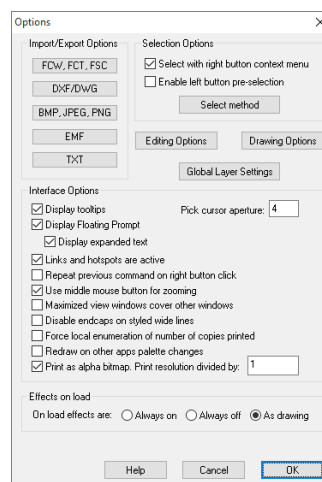 Options
Import/Export Options
FCW, FCT, FSC
DXF/DWG
BMP, JPEG, PNG
EMF
TXT
Selection Options
Select with right button context menu
Enable left button pre-selection
Select method
Editing Options
Drawing Options
Global Layer Settings
Interface Options
Display tooltips
Pick cursor aperture: 4
Display Floating Prompt
Display expanded text
Links and hotspots are active
Repeat previous command on right button click
Use middle mouse button for zooming
Maximized view windows cover other windows
Disable endcaps on styled wide lines
Force local enumeration of number of copies printed
Redraw on other apps palette changes
Print as alpha bitmap. Print resolution divided by: 1
Effects on load
On load effects are: Always on Always off As drawing
Help Cancel OK